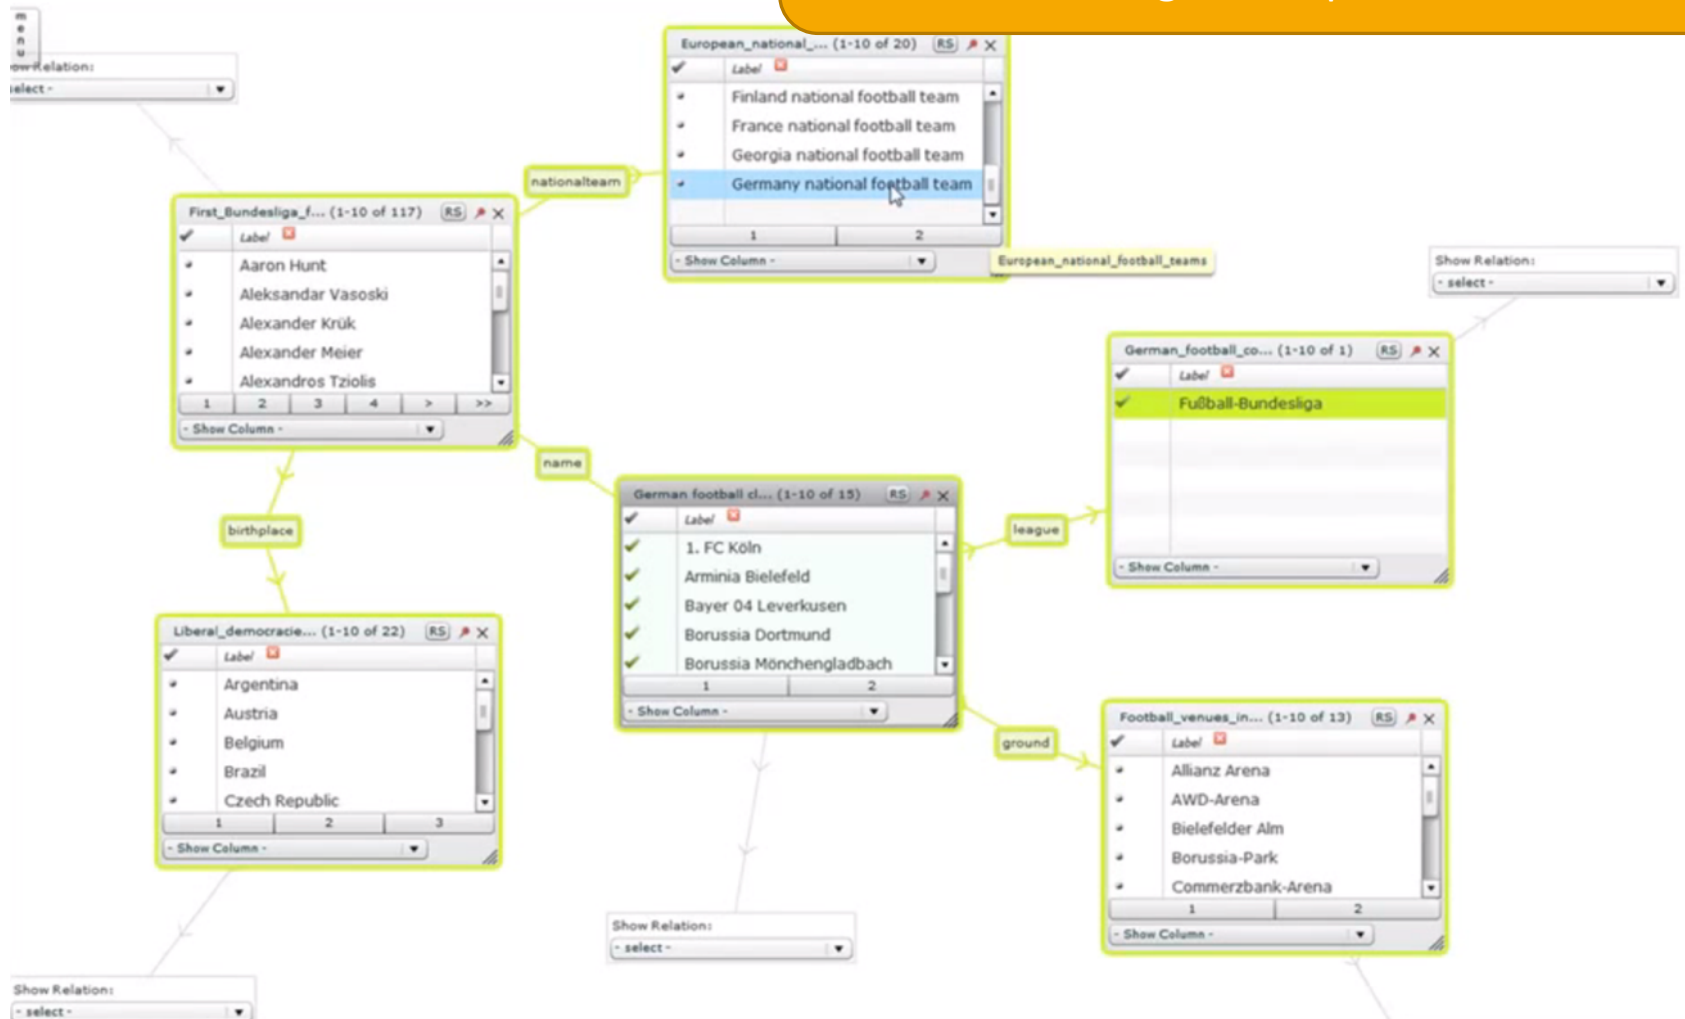 menu
Relation:
European_national_... (1-10 of 20) RS
Label
Finland national football team
France national football team
Georgia national football team
Germany national football team
1 2
- Show Column -
European_national_football_teams
nationalteam
First_Bundesliga_f... (1-10 of 117) RS
Label
Aaron Hunt
Aleksandar Vasoski
Alexander Krük
Alexander Meier
Alexandros Tziolis
1 2 3 4 > >>
- Show Column -
Show Relation:
- select -
German_football_co... (1-10 of 1) RS
Label
Fußball-Bundesliga
- Show Column -
name
German football cl... (1-10 of 15) RS
Label
1. FC Köln
Arminia Bielefeld
Bayer 04 Leverkusen
Borussia Dortmund
Borussia Mönchengladbach
1 2
- Show Column -
league
birthplace
Liberal_democracie... (1-10 of 22) RS
Label
Argentina
Austria
Belgium
Brazil
Czech Republic
1 2 3
- Show Column -
ground
Football_venues_in... (1-10 of 13) RS
Label
Allianz Arena
AWD-Arena
Bielefelder Alm
Borussia-Park
Commerzbank-Arena
1 2
- Show Column -
Show Relation:
- select -
Show Relation:
- select -